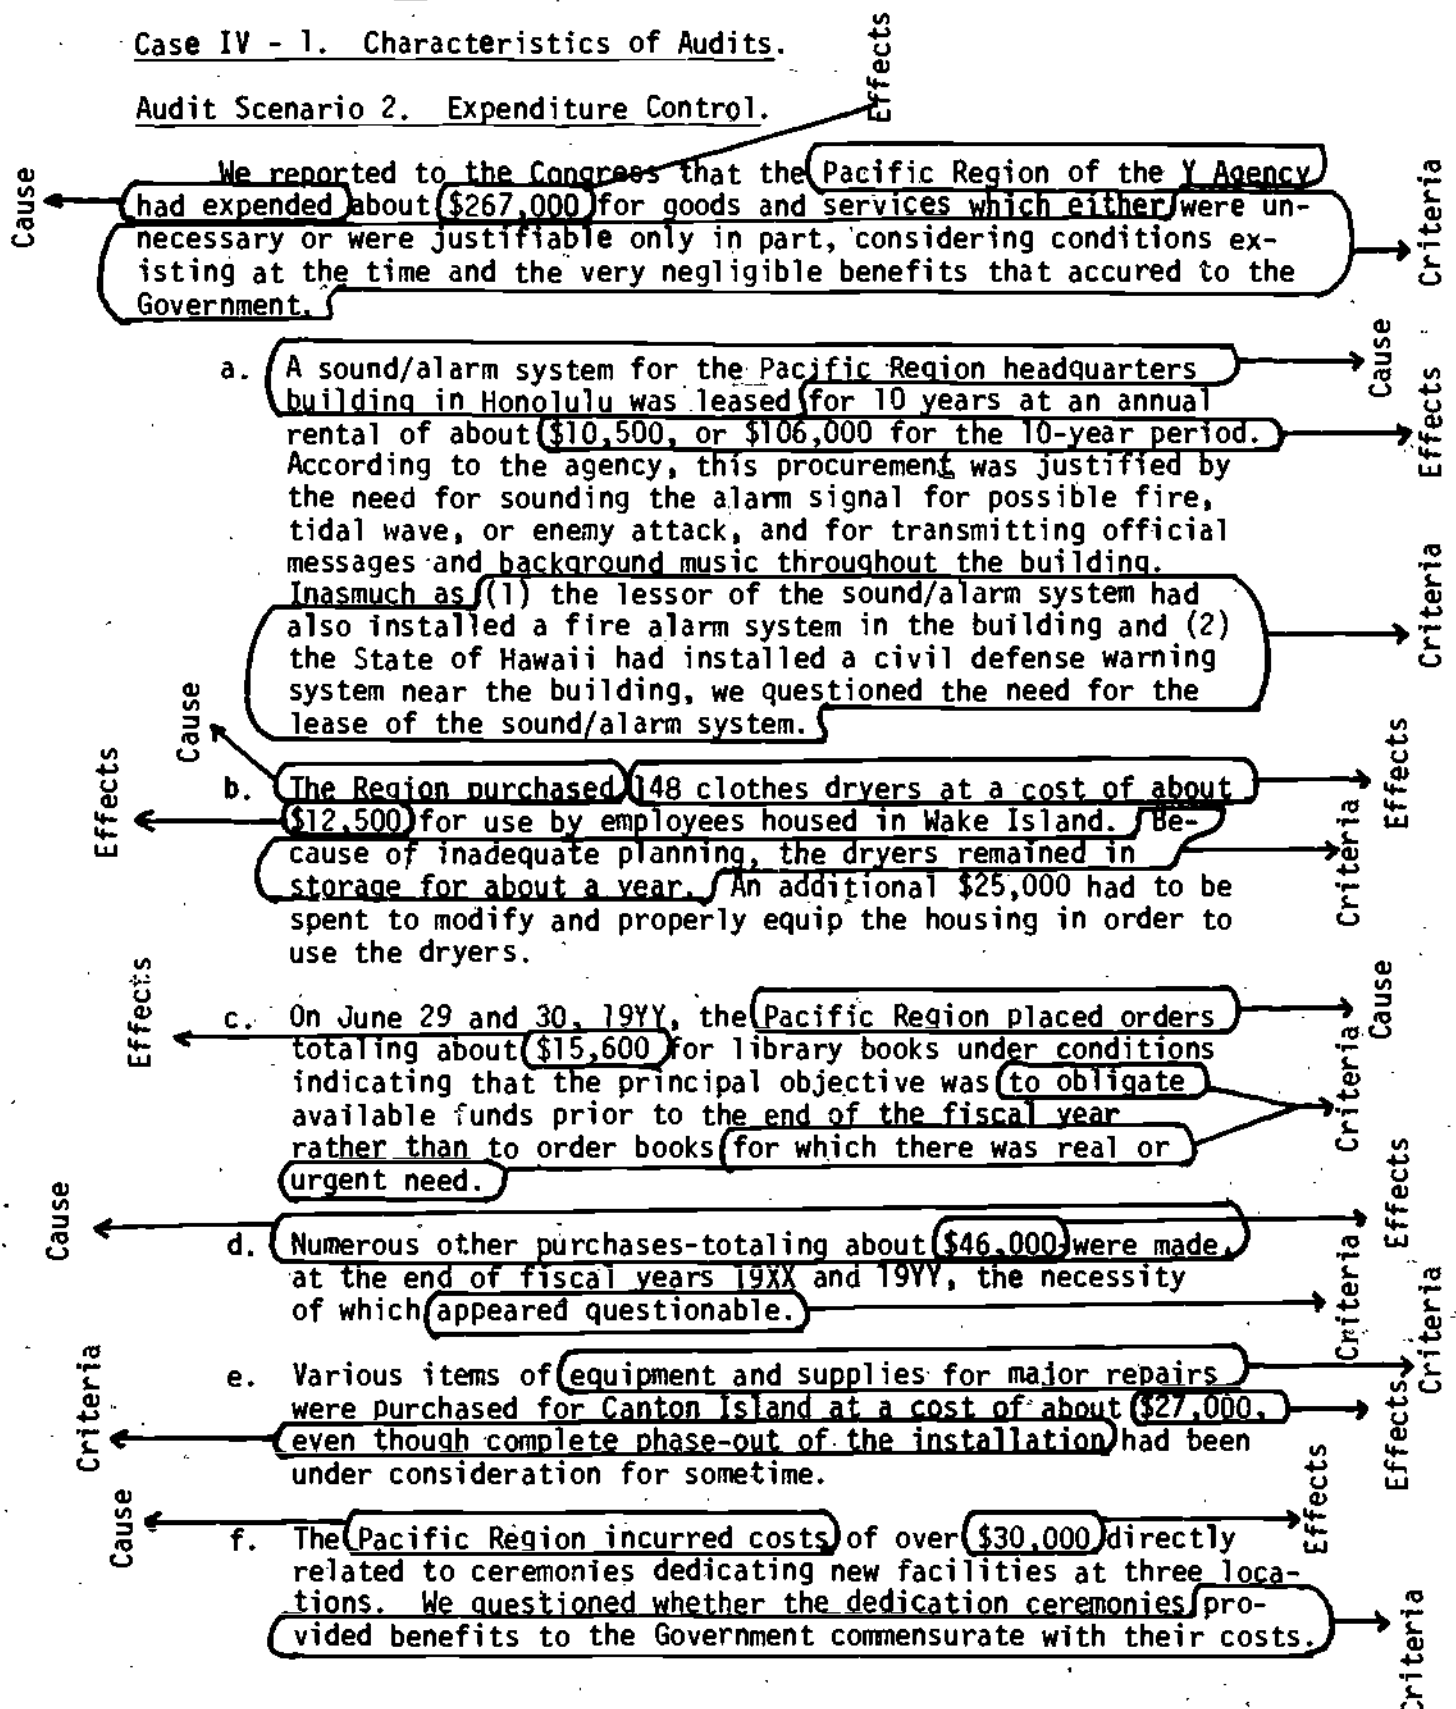 Case IV - 1. Characteristics of Audits.
Effects
Audit Scenario 2. Expenditure Control.
We reported to the Congress that the Pacific Region of the Y Agency
Cause
had expended about $267,000 for goods and services which either were un-
Criteria
necessary or were justifiable only in part, considering conditions ex-
isting at the time and the very negligible benefits that accured to the
Government.
a. A sound/alarm system for the Pacific Region headquarters
Cause
building in Honolulu was leased for 10 years at an annual
rental of about $10,500, or $106,000 for the 10-year period.
Effects
According to the agency, this procurement was justified by
the need for sounding the alarm signal for possible fire,
tidal wave, or enemy attack, and for transmitting official
messages and background music throughout the building.
Inasmuch as (1) the lessor of the sound/alarm system had
Criteria
also installed a fire alarm system in the building and (2)
the State of Hawaii had installed a civil defense warning
system near the building, we questioned the need for the
lease of the sound/alarm system.
Cause
b. The Region purchased 148 clothes dryers at a cost of about
Effects
Effects
$12,500 for use by employees housed in Wake Island. Be-
cause of inadequate planning, the dryers remained in
Criteria
storage for about a year. An additional $25,000 had to be
spent to modify and properly equip the housing in order to
use the dryers.
Effects
c. On June 29 and 30, 19YY, the Pacific Region placed orders
Cause
totaling about $15,600 for library books under conditions
indicating that the principal objective was to obligate
Criteria
available funds prior to the end of the fiscal year
rather than to order books for which there was real or
urgent need.
Cause
Effects
d. Numerous other purchases-totaling about $46,000-were made,
at the end of fiscal years 19XX and 19YY, the necessity
of which appeared questionable.
Criteria
e. Various items of equipment and supplies for major repairs
Criteria
were purchased for Canton Island at a cost of about $27,000,
Effects
Criteria
even though complete phase-out of the installation had been
under consideration for sometime.
Cause
f. The Pacific Region incurred costs of over $30,000 directly
Effects
related to ceremonies dedicating new facilities at three loca-
tions. We questioned whether the dedication ceremonies pro-
vided benefits to the Government commensurate with their costs.
Criteria